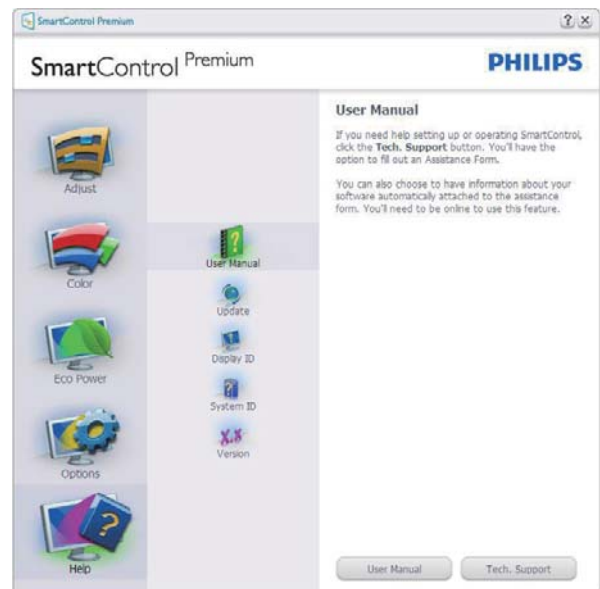 SmartControl Premium
? ×
SmartControl Premium
PHILIPS
Adjust
Color
Eco Power
Options
Help
User Manual
Update
Display ID
System ID
X.X
Version
User Manual
If you need help setting up or operating SmartControl,
click the Tech. Support button. You'll have the
option to fill out an Assistance Form.
You can also choose to have information about your
software automatically attached to the assistance
form. You'll need to be online to use this feature.
User Manual
Tech. Support